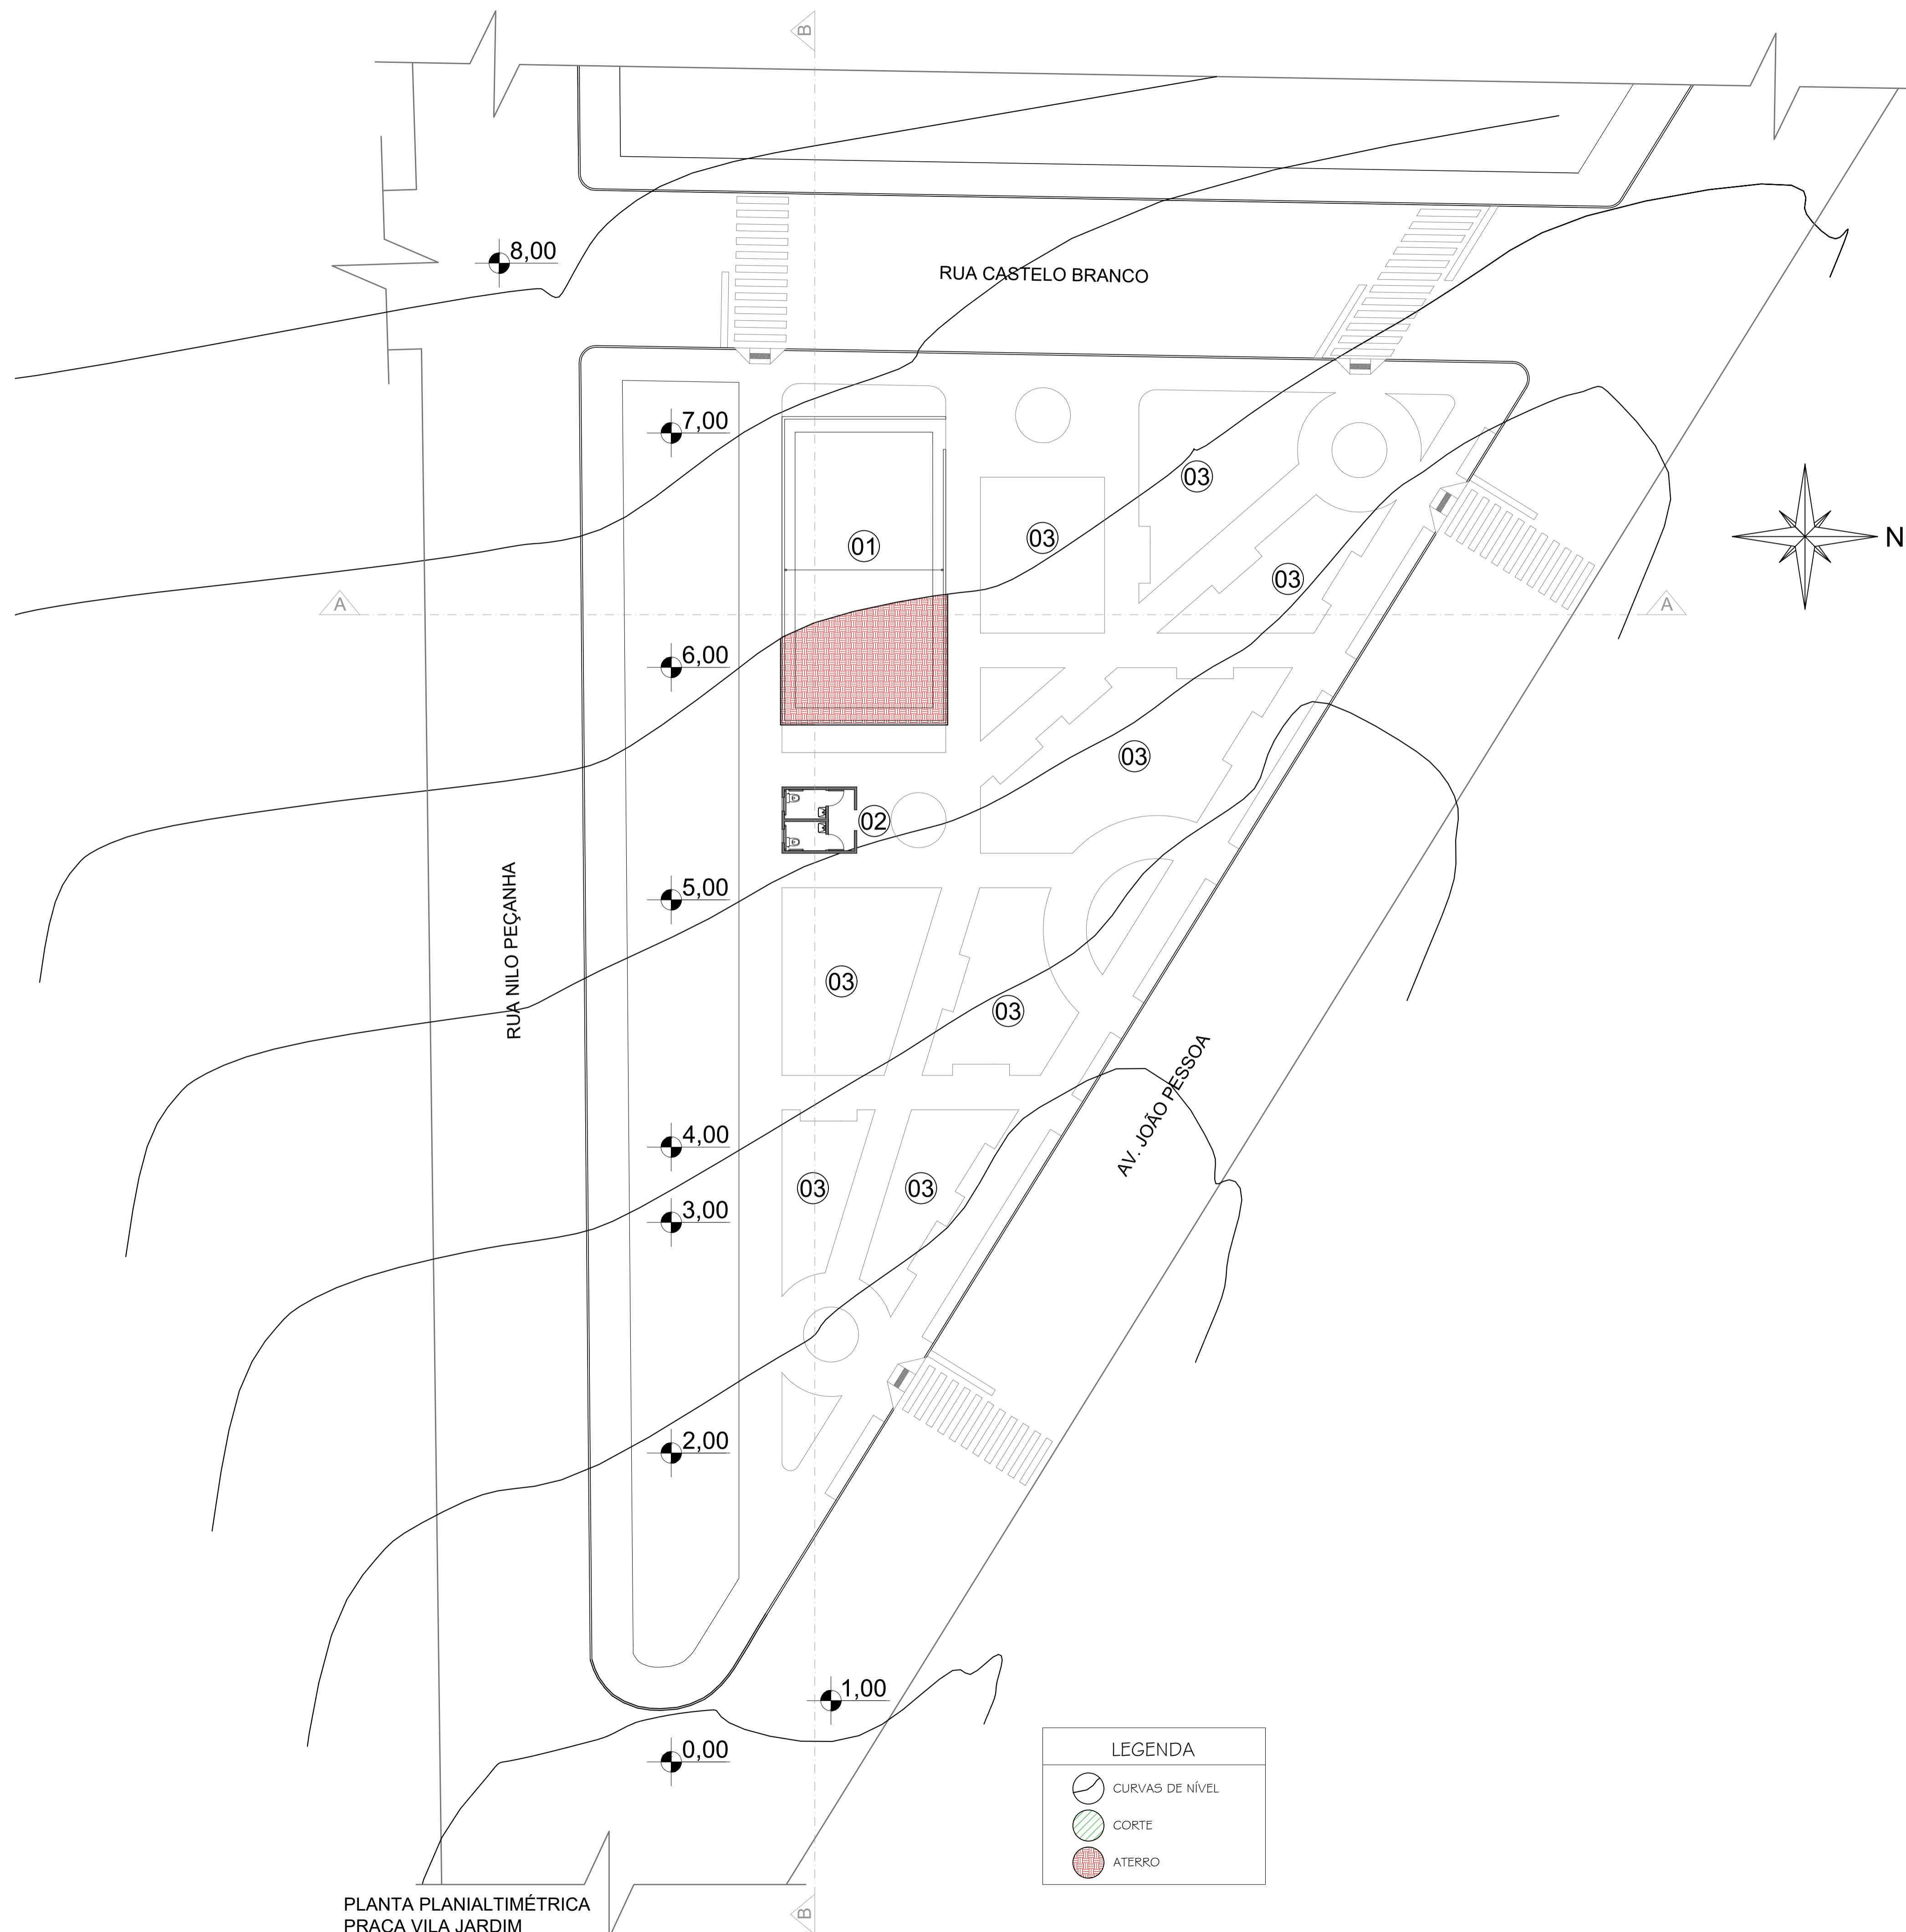 B
8,00
RUA CASTELO BRANCO
7,00
03
01
03
N
03
A
A
6,00
03
02
5,00
RUA NILO PEÇANHA
03
03
AV. JOÃO PESSOA
4,00
03
03
3,00
2,00
1,00
0,00
LEGENDA
CURVAS DE NÍVEL
CORTE
ATERRO
PLANTA PLANIALTIMÉTRICA
B
PRAÇA VILA JARDIM